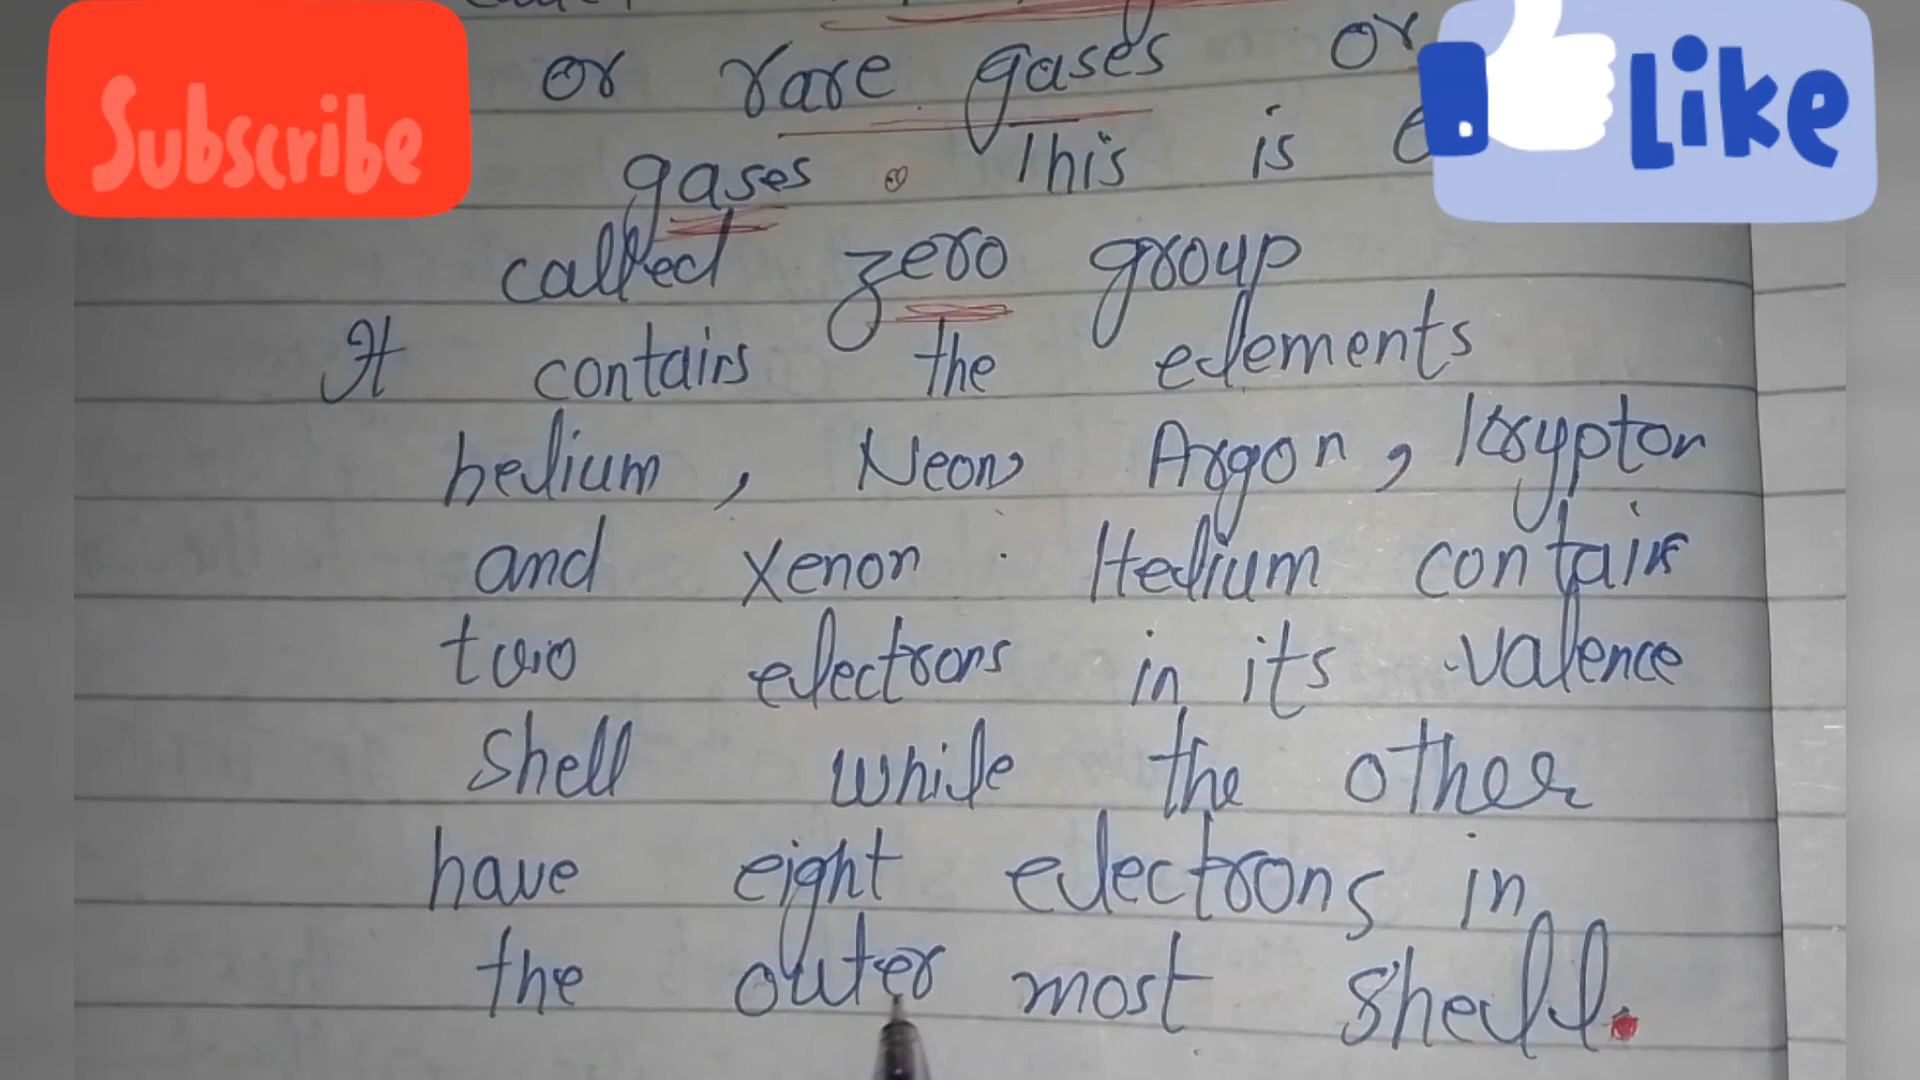 or rare gases or
gases. This is
called zero group
It contains the elements
helium, Neon, Argon, Krypton
and Xenon. Helium contain
two electrons in its valence
shell while the other
have eight electrons in
the outer most shell.
Subscribe
Like